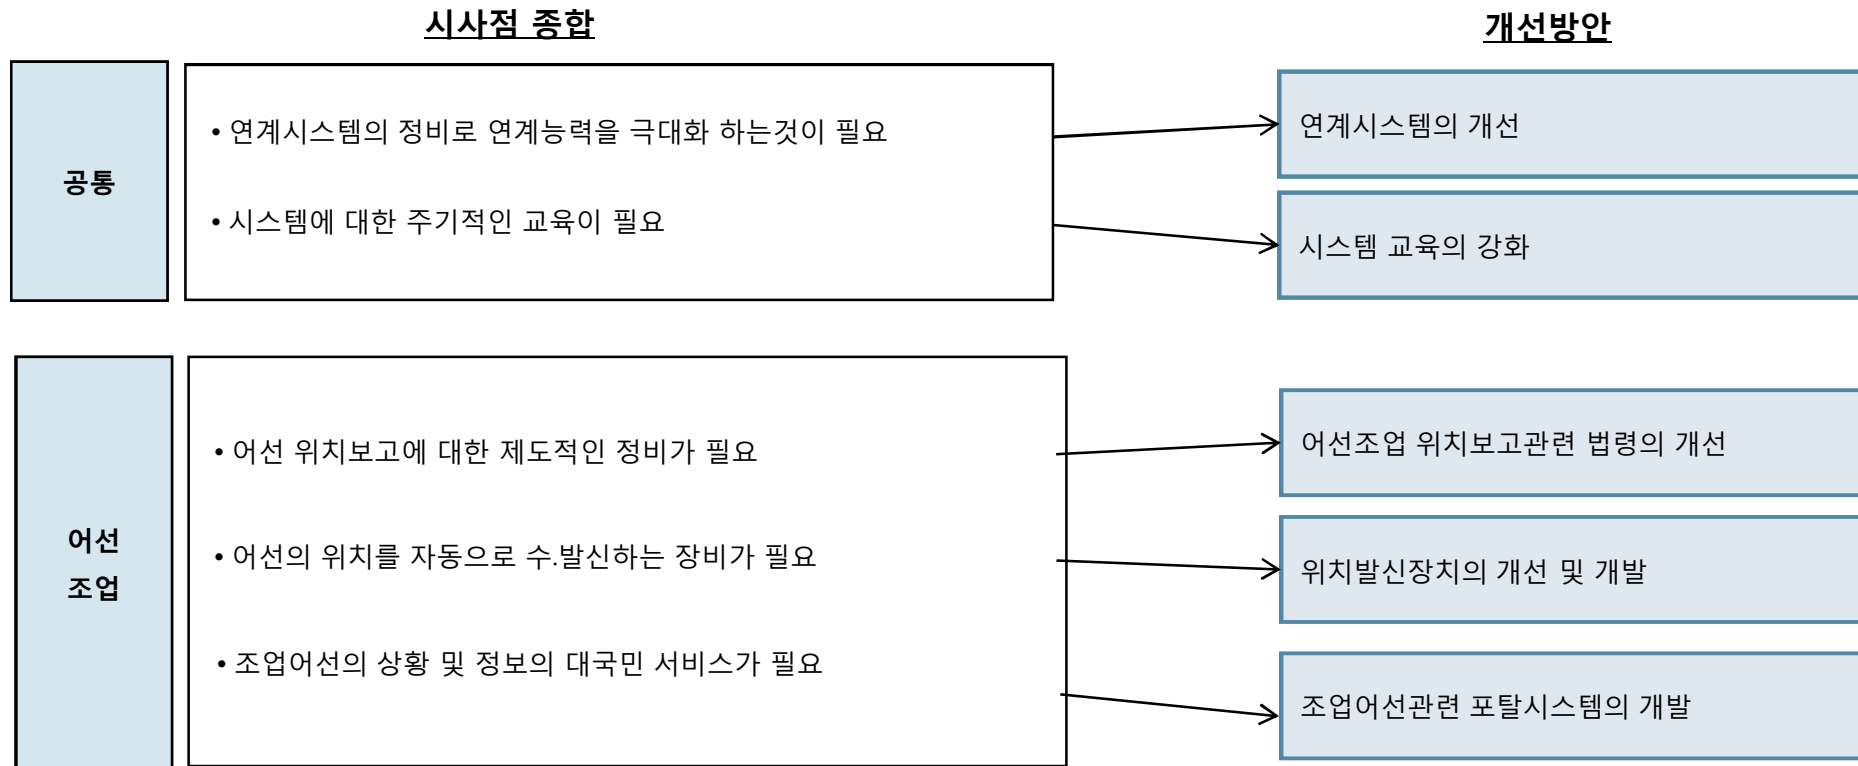 시사점 종합
개선방안
공통
• 연계시스템의 정비로 연계능력을 극대화 하는것이 필요
• 시스템에 대한 주기적인 교육이 필요
연계시스템의 개선
시스템 교육의 강화
어선
조업
• 어선 위치보고에 대한 제도적인 정비가 필요
• 어선의 위치를 자동으로 수.발신하는 장비가 필요
• 조업어선의 상황 및 정보의 대국민 서비스가 필요
어선조업 위치보고관련 법령의 개선
위치발신장치의 개선 및 개발
조업어선관련 포탈시스템의 개발